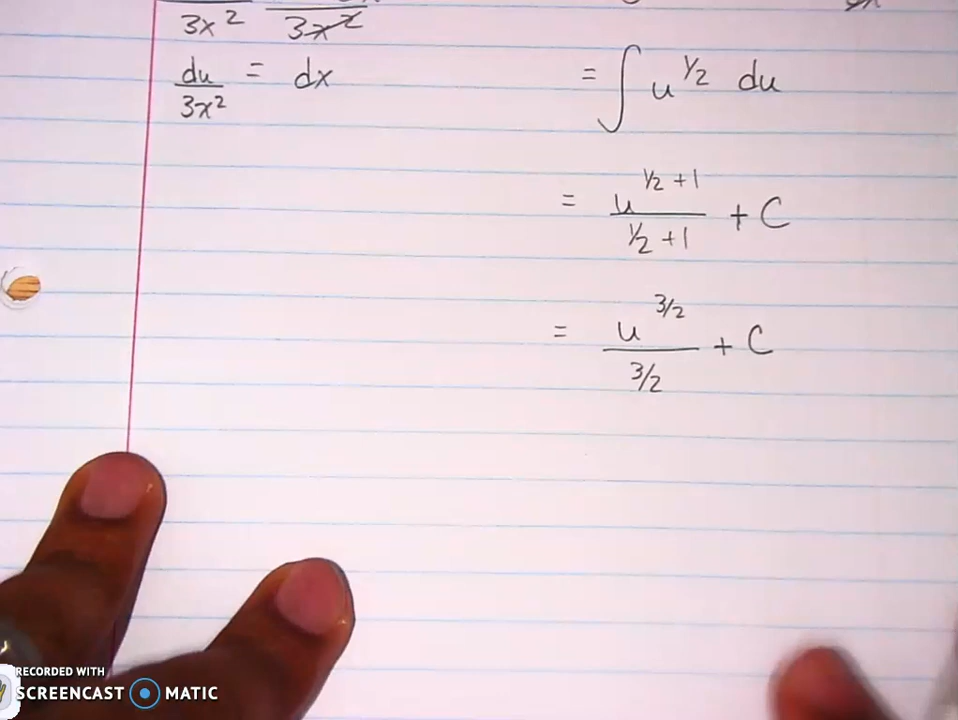 3x² 3x²
du/3x² = dx
= ∫ u^1/2 du
= u^(1/2 + 1)/(1/2 + 1) + C
= u^3/2/(3/2) + C
RECORDED WITH
SCREENCAST MATIC